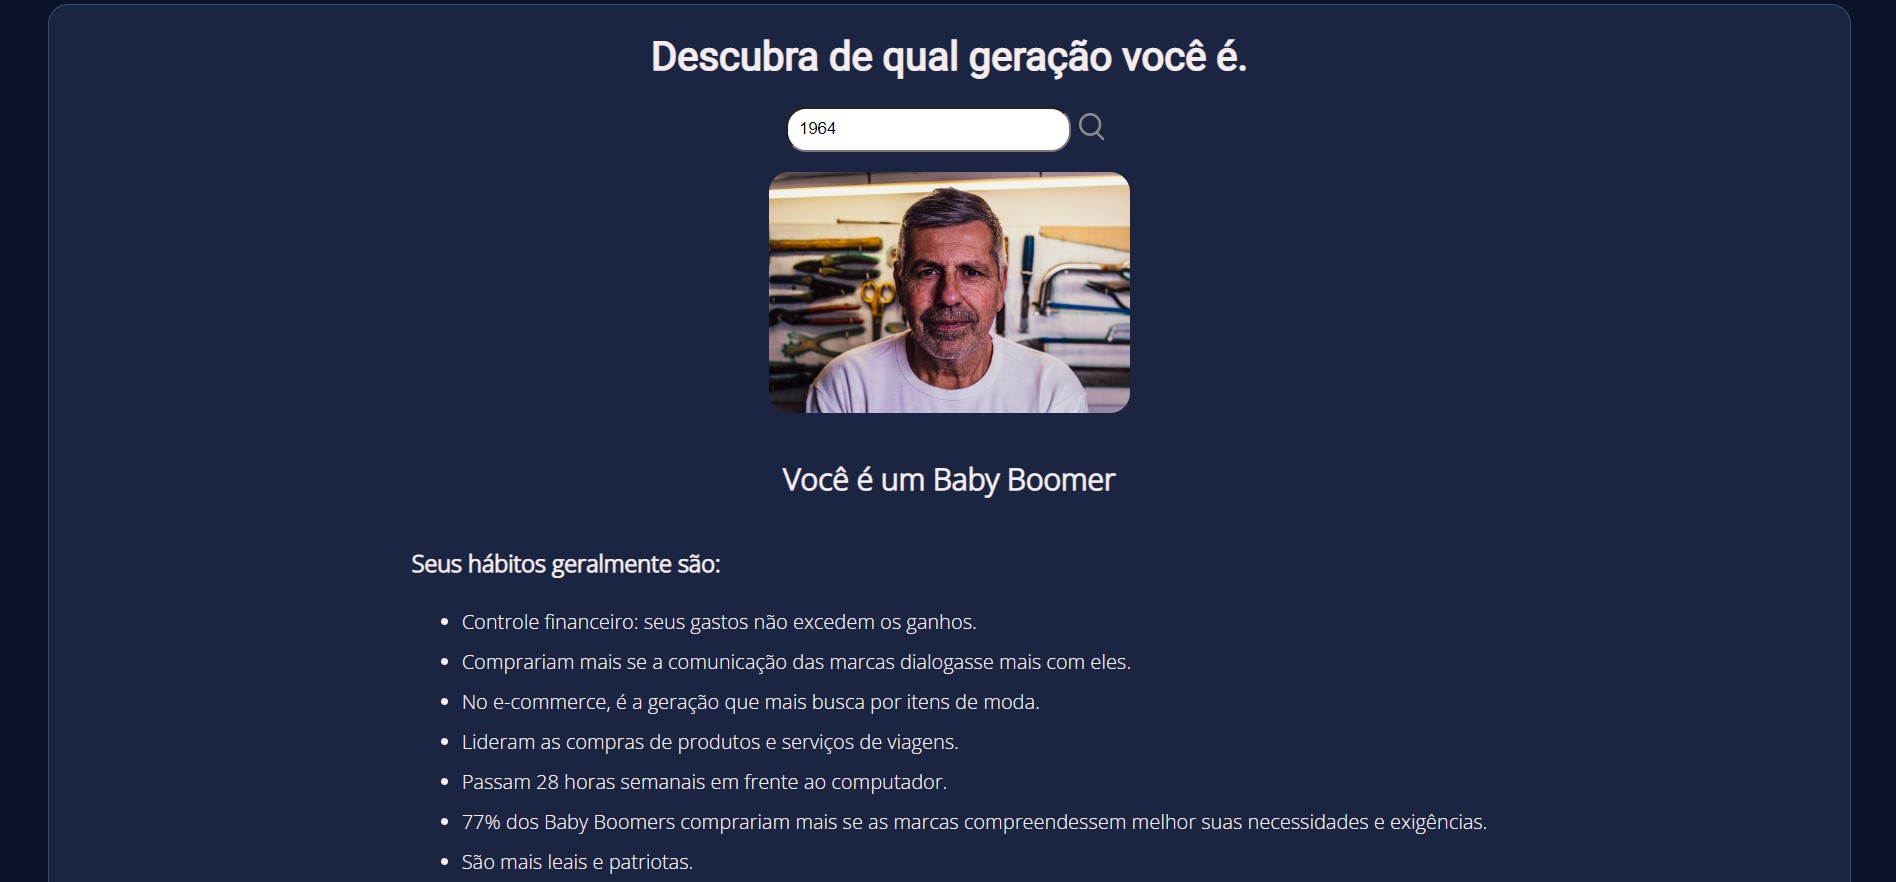 Descubra de qual geração você é.
1964
Você é um Baby Boomer
Seus hábitos geralmente são:
Controle financeiro: seus gastos não excedem os ganhos.
Comprariam mais se a comunicação das marcas dialogasse mais com eles.
No e-commerce, é a geração que mais busca por itens de moda.
Lideram as compras de produtos e serviços de viagens.
Passam 28 horas semanais em frente ao computador.
77% dos Baby Boomers comprariam mais se as marcas compreendessem melhor suas necessidades e exigências.
São mais leais e patriotas.